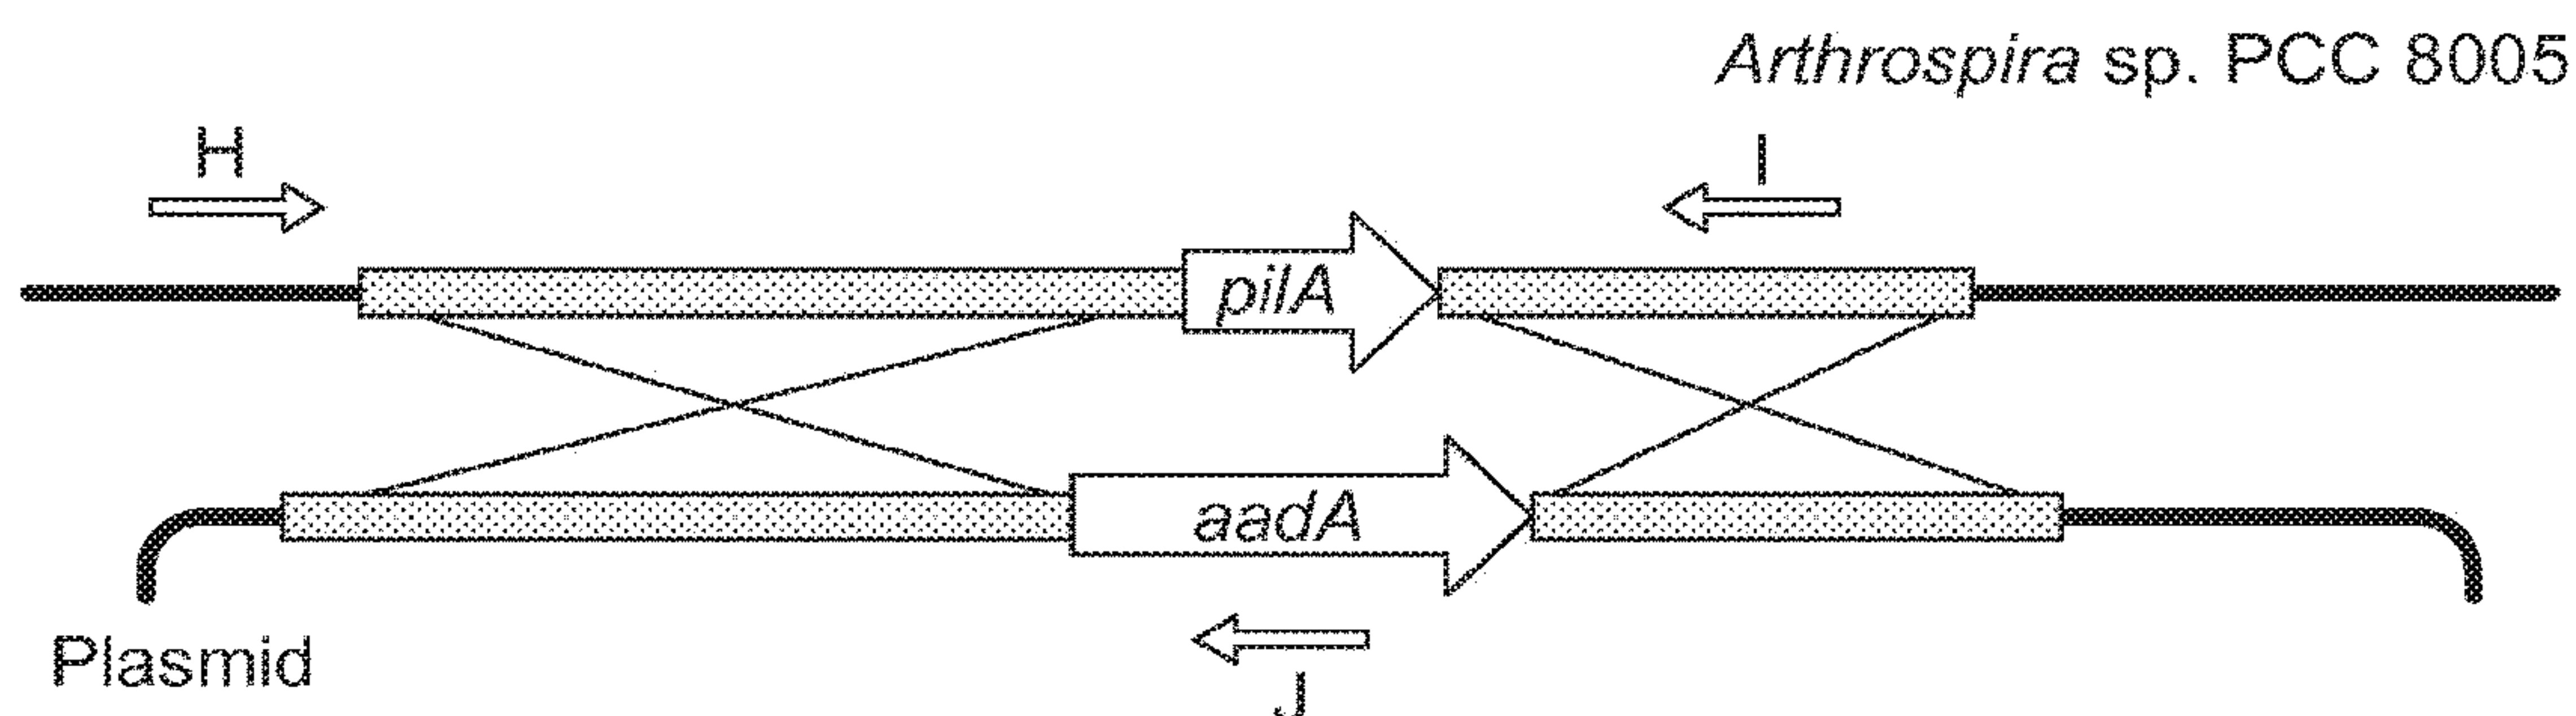 Arthrospira sp. PCC 8005
H
I
pilA
aadA
Plasmid
J